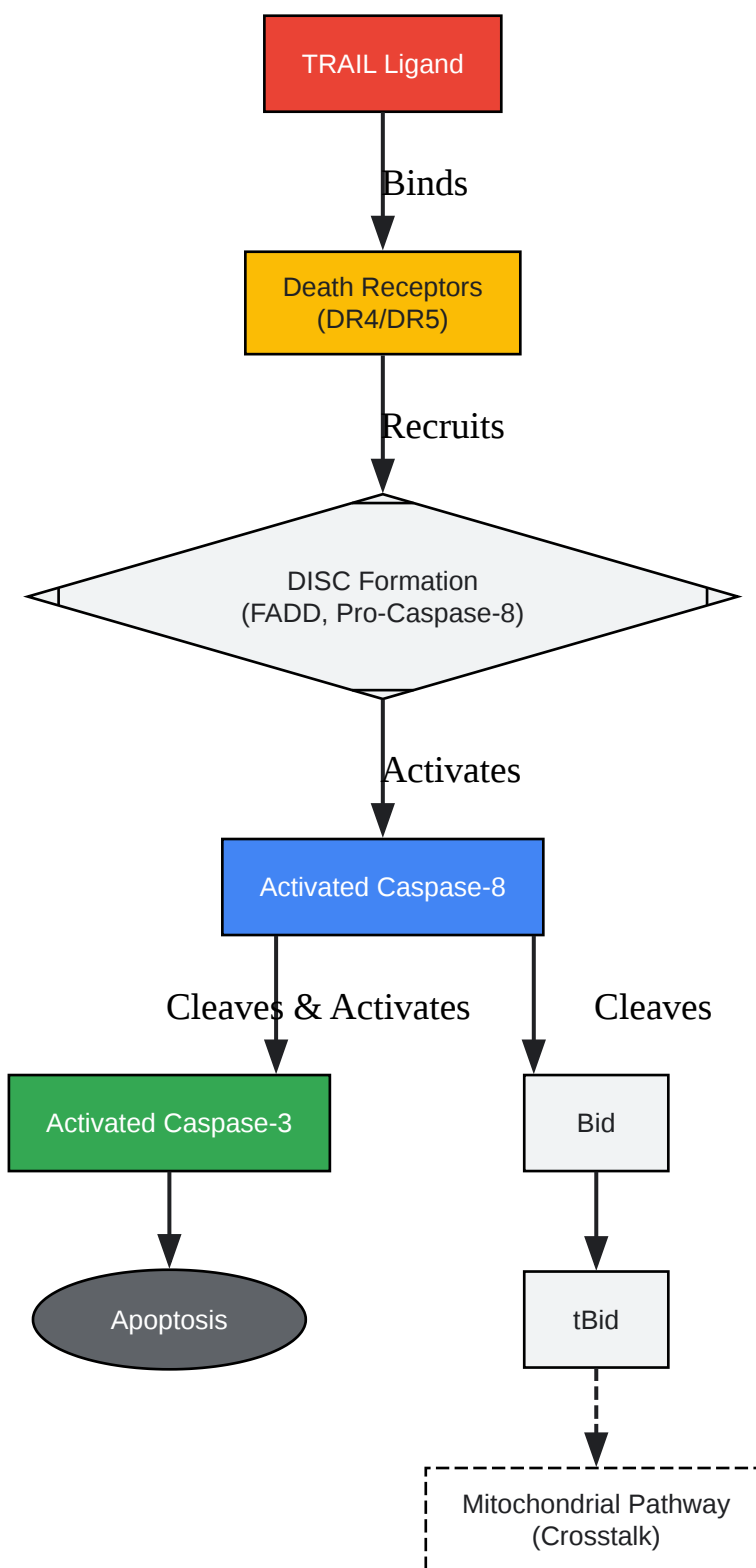 TRAIL Ligand
Binds
Death Receptors
(DR4/DR5)
Recruits
DISC Formation
(FADD, Pro-Caspase-8)
Activates
Activated Caspase-8
Cleaves & Activates
Cleaves
Activated Caspase-3
Bid
Apoptosis
tBid
Mitochondrial Pathway
(Crosstalk)